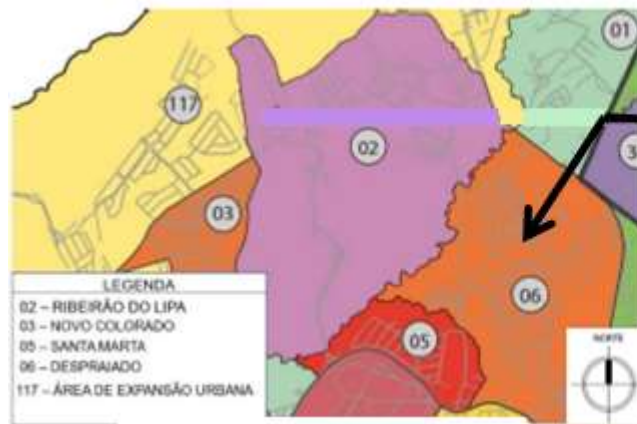 01
117
3
02
03
LEGENDA
02 – RIBEIRÃO DO LIPA
03 – NOVO COLORADO
05 – SANTA MARTA
06 – DESPRAIADO
117 – ÁREA DE EXPANSÃO URBANA
06
05
NORTE